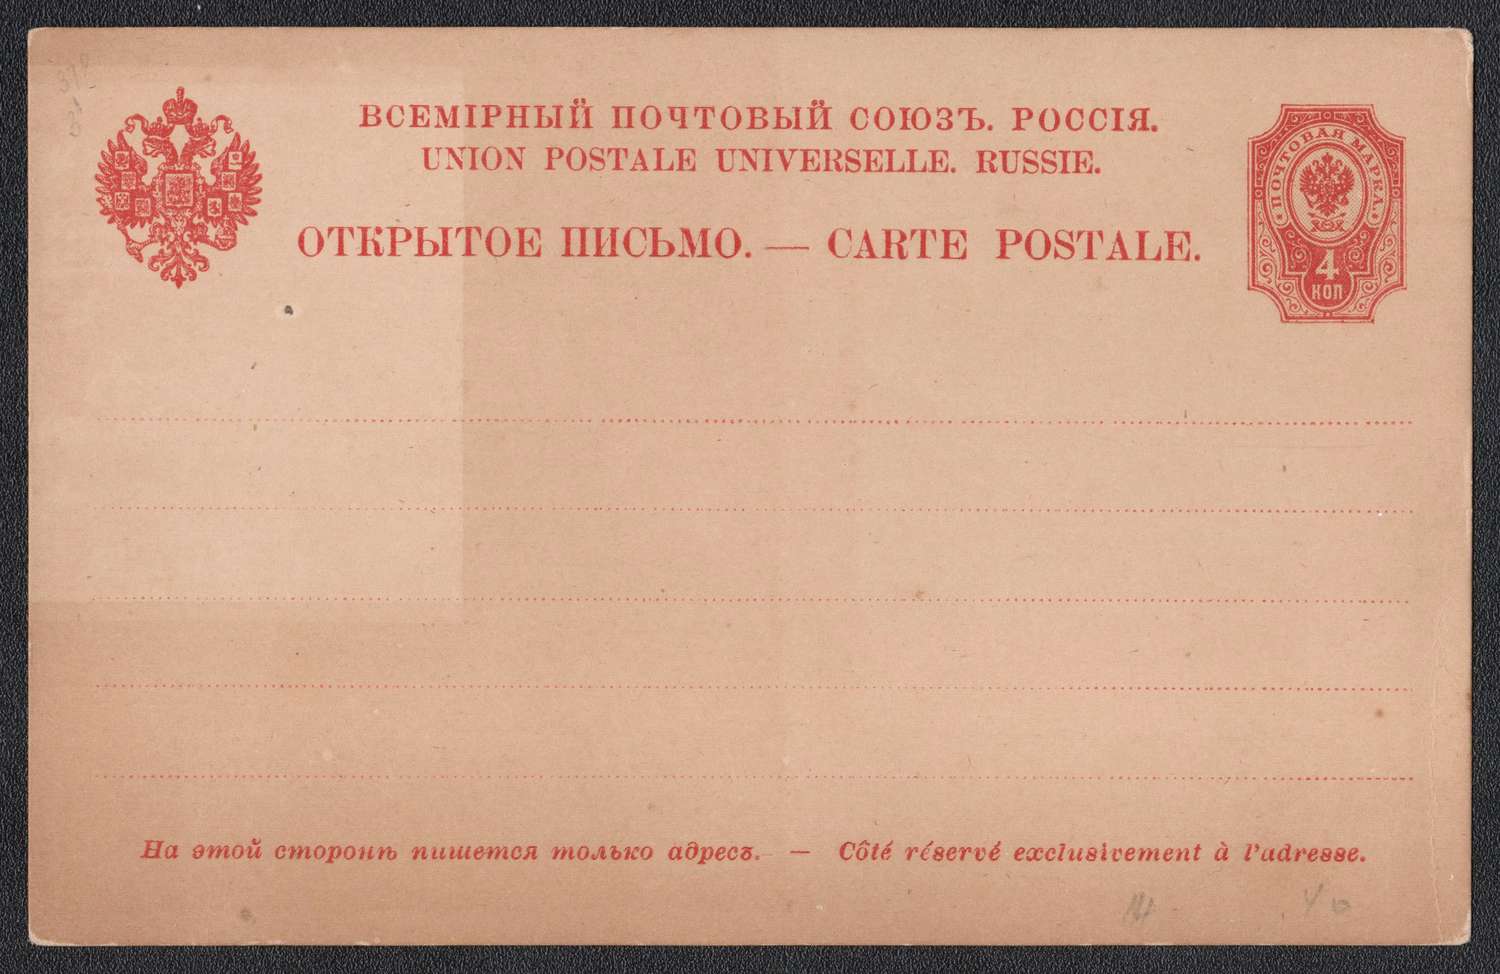 ВСЕМІРНЫЙ ПОЧТОВЫЙ СОЮЗЪ. РОССІЯ.
UNION POSTALE UNIVERSELLE. RUSSIE.
ОТКРЫТОЕ ПИСЬМО. — CARTE POSTALE.
ПОЧТОВАЯ МАРКА
4
КОП
На этой сторонѣ пишется только адресъ. — Côté réservé exclusivement à l'adresse.